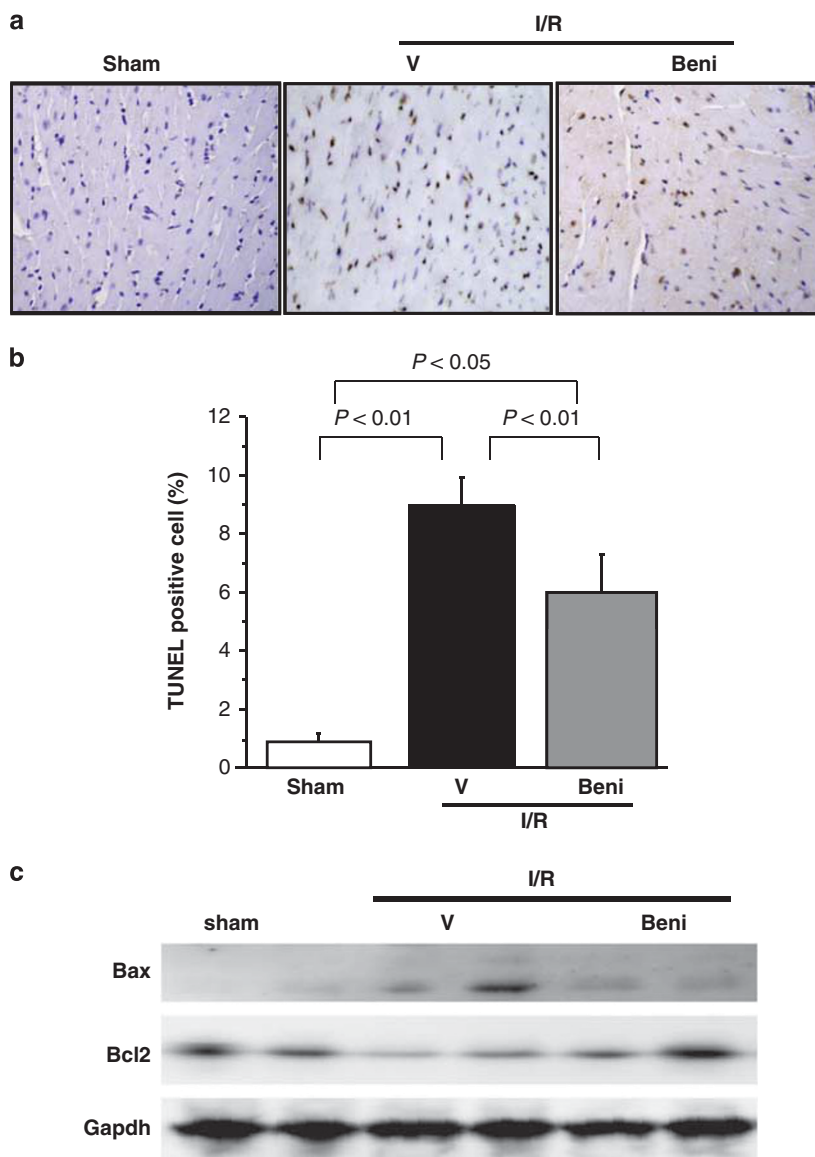 a
I/R
Sham V Beni
b
P < 0.05
P < 0.01 P < 0.01
12
10
8
6
4
2
0
TUNEL positive cell (%)
Sham V Beni
I/R
c
I/R
sham V Beni
Bax
Bcl2
Gapdh